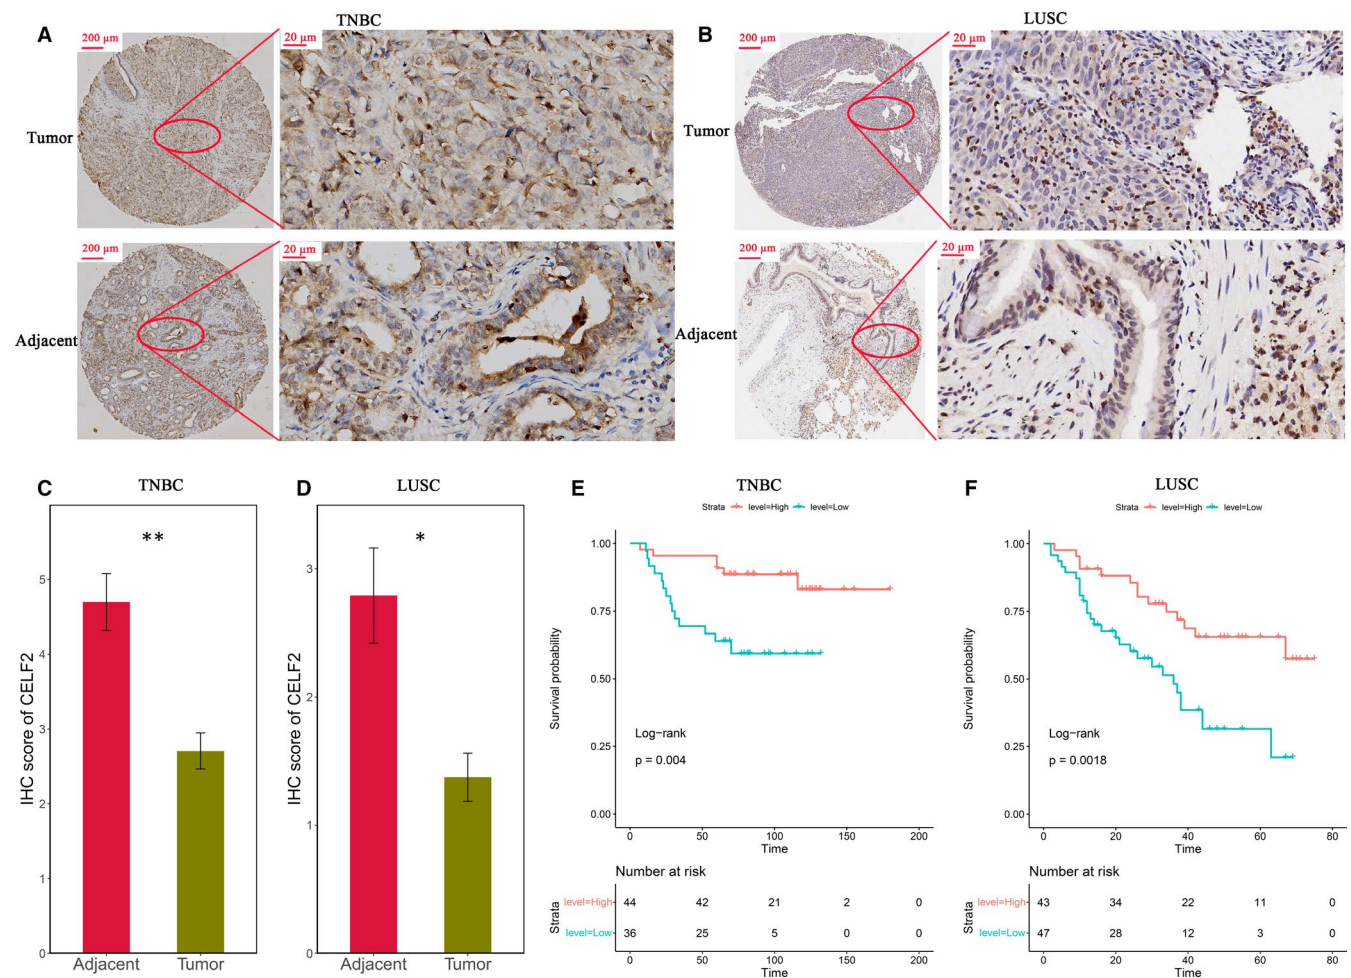 TNBC
LUSC
A
200 μm
20 μm
B
200 μm
20 μm
Tumor
Tumor
200 μm
20 μm
200 μm
20 μm
Adjacent
Adjacent
C
TNBC
D
LUSC
E
TNBC
F
LUSC
Strata level=High level=Low
Strata level=High level=Low
**
*
IHC score of CELF2
5
4
3
2
1
0
Adjacent
Tumor
IHC score of CELF2
3
2
1
0
Adjacent
Tumor
Survival probability
1.00
0.75
0.50
0.25
0.00
Log-rank
p = 0.004
0 50 100 150 200
Time
Number at risk
Strata
level=High 44 42 21 2 0
level=Low 36 25 5 0 0
0 50 100 150 200
Time
Survival probability
1.00
0.75
0.50
0.25
0.00
Log-rank
p = 0.0018
0 20 40 60 80
Time
Number at risk
Strata
level=High 43 34 22 11 0
level=Low 47 28 12 3 0
0 20 40 60 80
Time